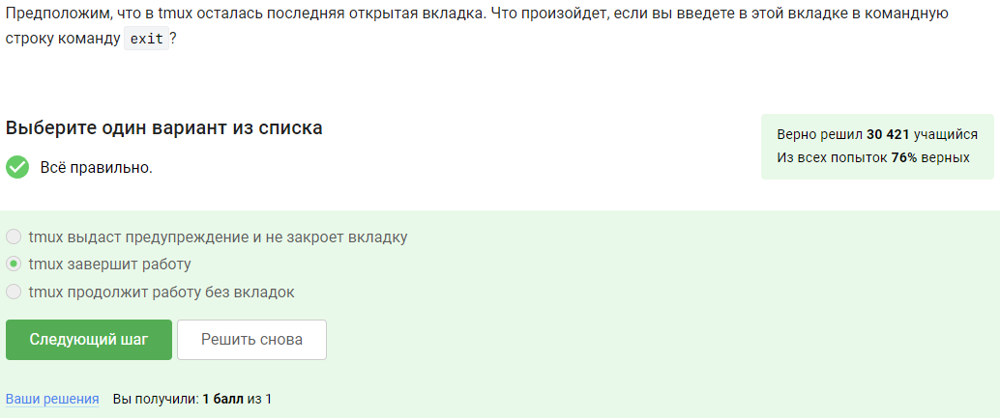 Предположим, что в tmux осталась последняя открытая вкладка. Что произойдет, если вы введете в этой вкладке в командную
строку команду exit?
Выберите один вариант из списка
Всё правильно.
Верно решил 30 421 учащийся
Из всех попыток 76% верных
tmux выдаст предупреждение и не закроет вкладку
tmux завершит работу
tmux продолжит работу без вкладок
Следующий шаг
Решить снова
Ваши решения Вы получили: 1 балл из 1